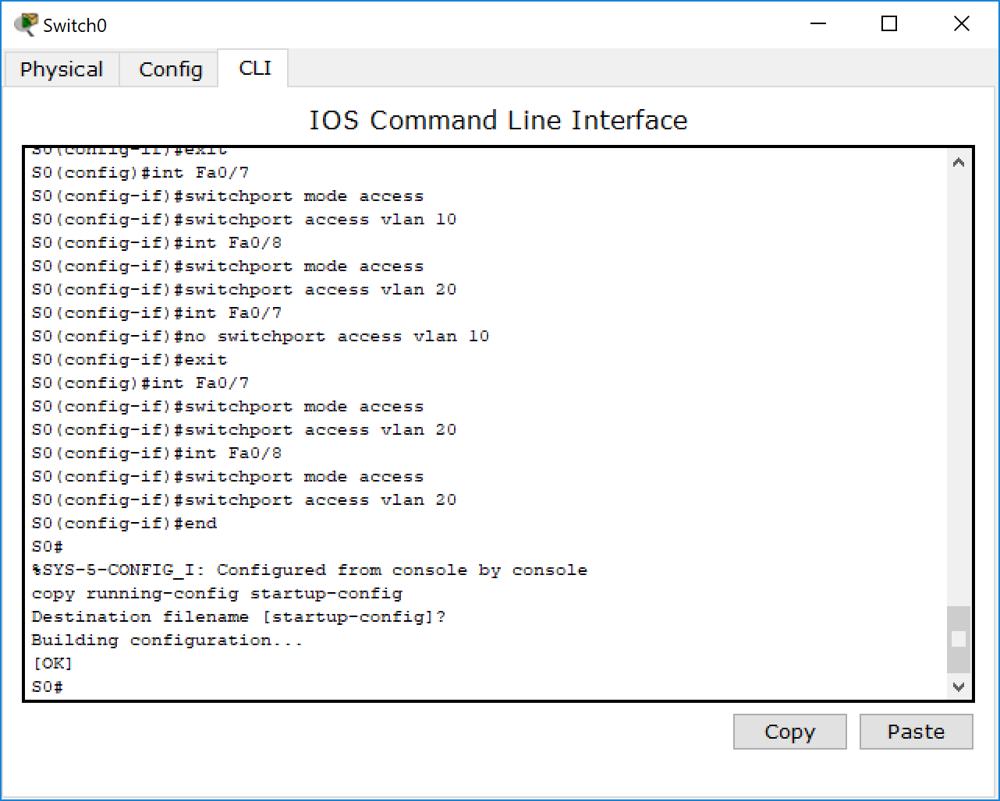 Switch0
Physical Config CLI
IOS Command Line Interface
S0(config-if)#exit
S0(config)#int Fa0/7
S0(config-if)#switchport mode access
S0(config-if)#switchport access vlan 10
S0(config-if)#int Fa0/8
S0(config-if)#switchport mode access
S0(config-if)#switchport access vlan 20
S0(config-if)#int Fa0/7
S0(config-if)#no switchport access vlan 10
S0(config-if)#exit
S0(config)#int Fa0/7
S0(config-if)#switchport mode access
S0(config-if)#switchport access vlan 20
S0(config-if)#int Fa0/8
S0(config-if)#switchport mode access
S0(config-if)#switchport access vlan 20
S0(config-if)#end
S0#
%SYS-5-CONFIG_I: Configured from console by console
copy running-config startup-config
Destination filename [startup-config]?
Building configuration...
[OK]
S0#
Copy Paste